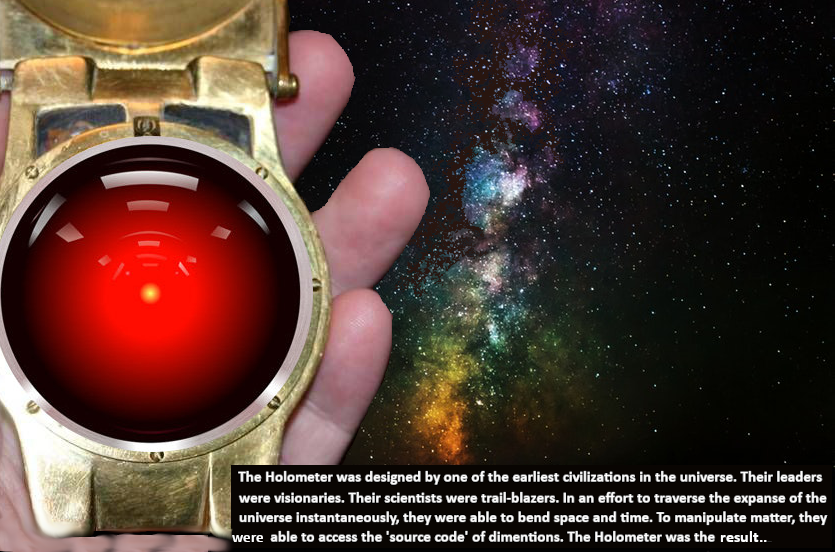 The Holometer was designed by one of the earliest civilizations in the universe. Their leaders
were visionaries. Their scientists were trail-blazers. In an effort to traverse the expanse of the
universe instantaneously, they were able to bend space and time. To manipulate matter, they
were able to access the 'source code' of dimentions. The Holometer was the result..